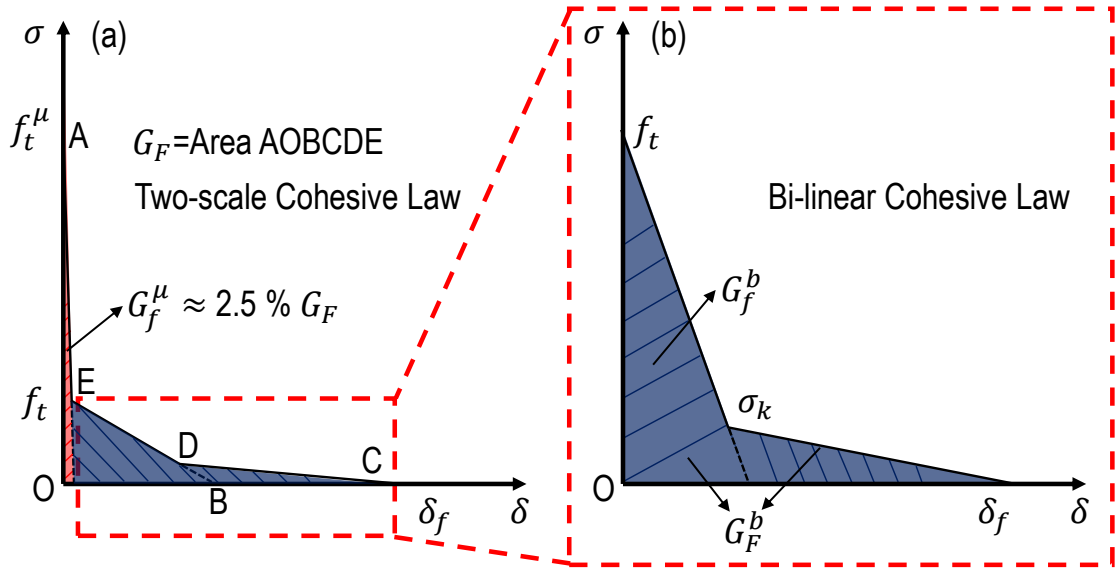 σ
(a)
f_t^μ
A
G_F=Area AOBCDE
Two-scale Cohesive Law
G_f^μ ≈ 2.5 % G_F
E
f_t
D
C
O
B
δ_f
δ
σ
(b)
f_t
Bi-linear Cohesive Law
G_f^b
σ_k
O
G_F^b
δ_f
δ